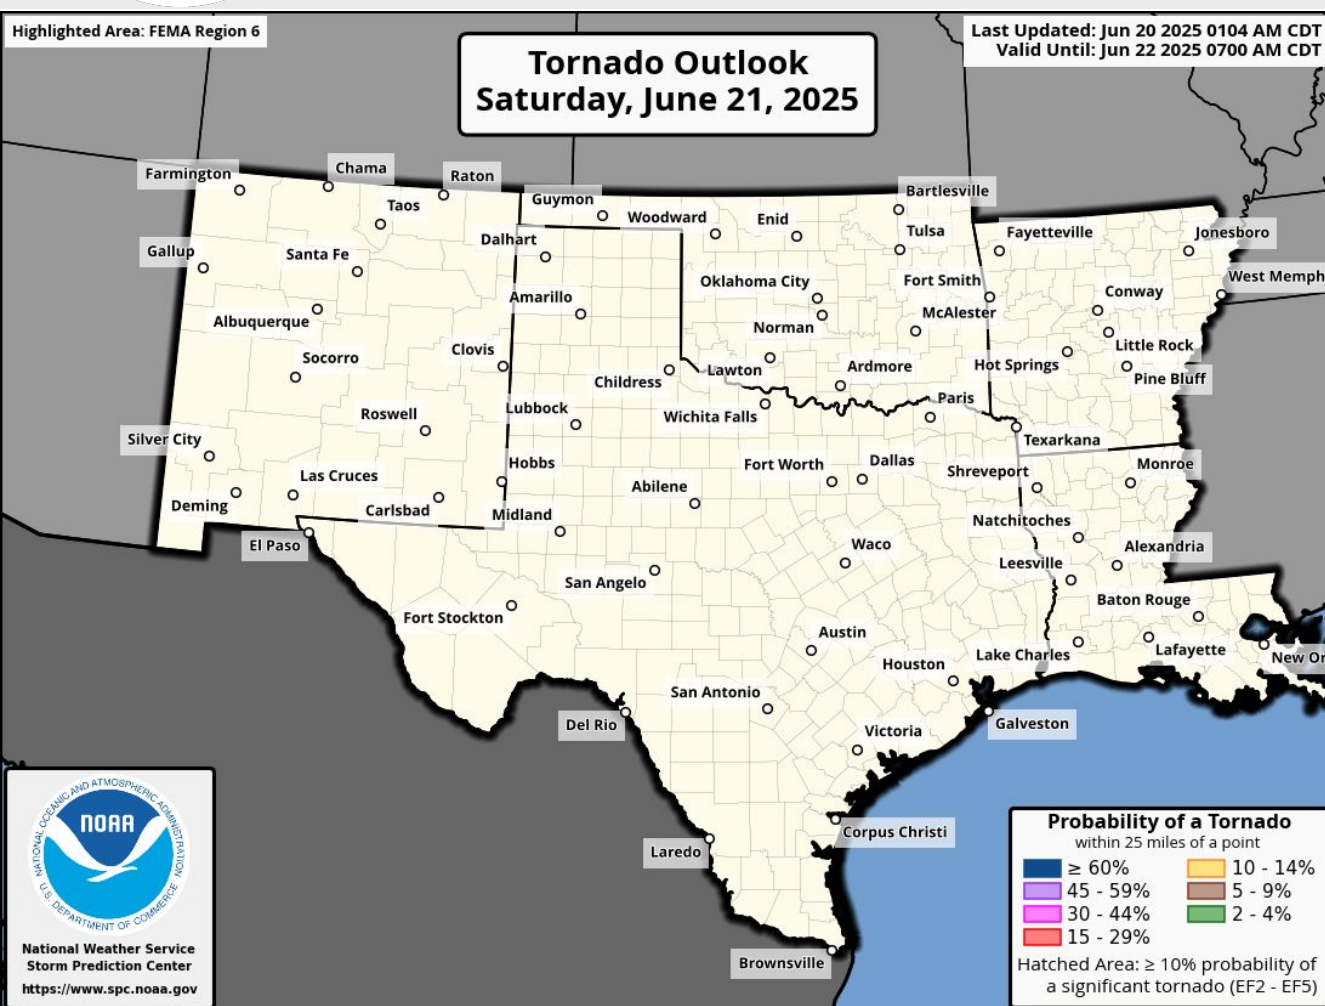 Highlighted Area: FEMA Region 6
Last Updated: Jun 20 2025 0104 AM CDT
Valid Until: Jun 22 2025 0700 AM CDT
Tornado Outlook
Saturday, June 21, 2025
Farmington
Chama
Raton
Taos
Guymon
Woodward
Enid
Bartlesville
Tulsa
Fayetteville
Jonesboro
Gallup
Santa Fe
Dalhart
Oklahoma City
Fort Smith
West Memph
Conway
Amarillo
Albuquerque
Norman
McAlester
Little Rock
Socorro
Clovis
Childress
Lawton
Ardmore
Hot Springs
Pine Bluff
Roswell
Lubbock
Wichita Falls
Paris
Texarkana
Silver City
Las Cruces
Hobbs
Fort Worth
Dallas
Shreveport
Monroe
Deming
Carlsbad
Abilene
Midland
Natchitoches
El Paso
Waco
Alexandria
San Angelo
Leesville
Fort Stockton
Baton Rouge
Austin
Lake Charles
Lafayette
New Or
Houston
San Antonio
Del Rio
Galveston
Victoria
Corpus Christi
Laredo
Brownsville
NATIONAL OCEANIC AND ATMOSPHERIC ADMINISTRATION
NOAA
U.S. DEPARTMENT OF COMMERCE
National Weather Service
Storm Prediction Center
https://www.spc.noaa.gov
Probability of a Tornado
within 25 miles of a point
≥ 60%
10 - 14%
45 - 59%
5 - 9%
30 - 44%
2 - 4%
15 - 29%
Hatched Area: ≥ 10% probability of
a significant tornado (EF2 - EF5)